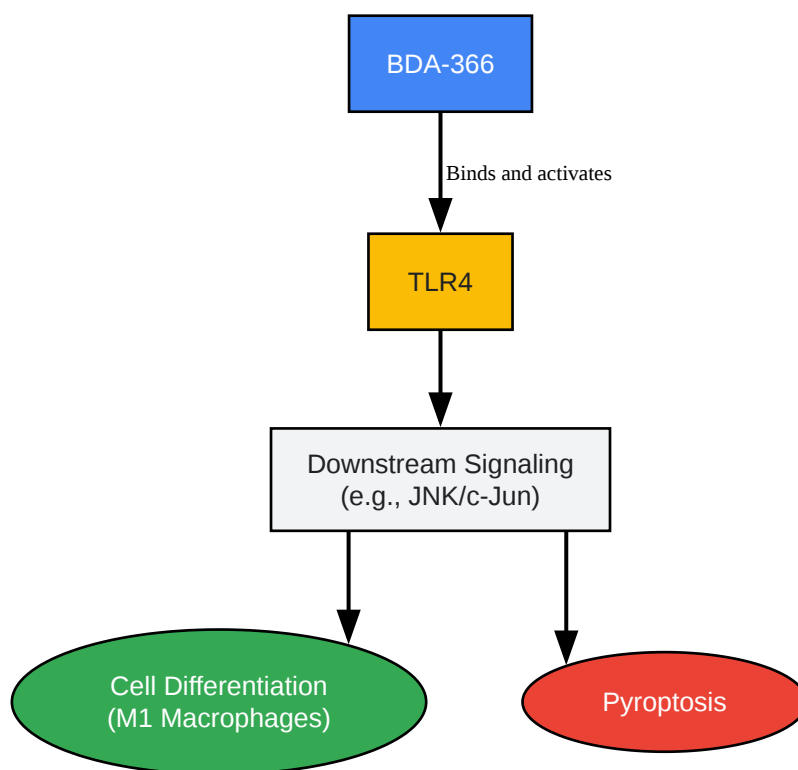 BDA-366
Binds and activates
TLR4
Downstream Signaling
(e.g., JNK/c-Jun)
Cell Differentiation
(M1 Macrophages)
Pyroptosis